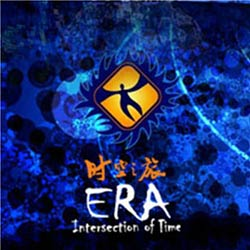 时空之旅
ERA
Intersection of Time